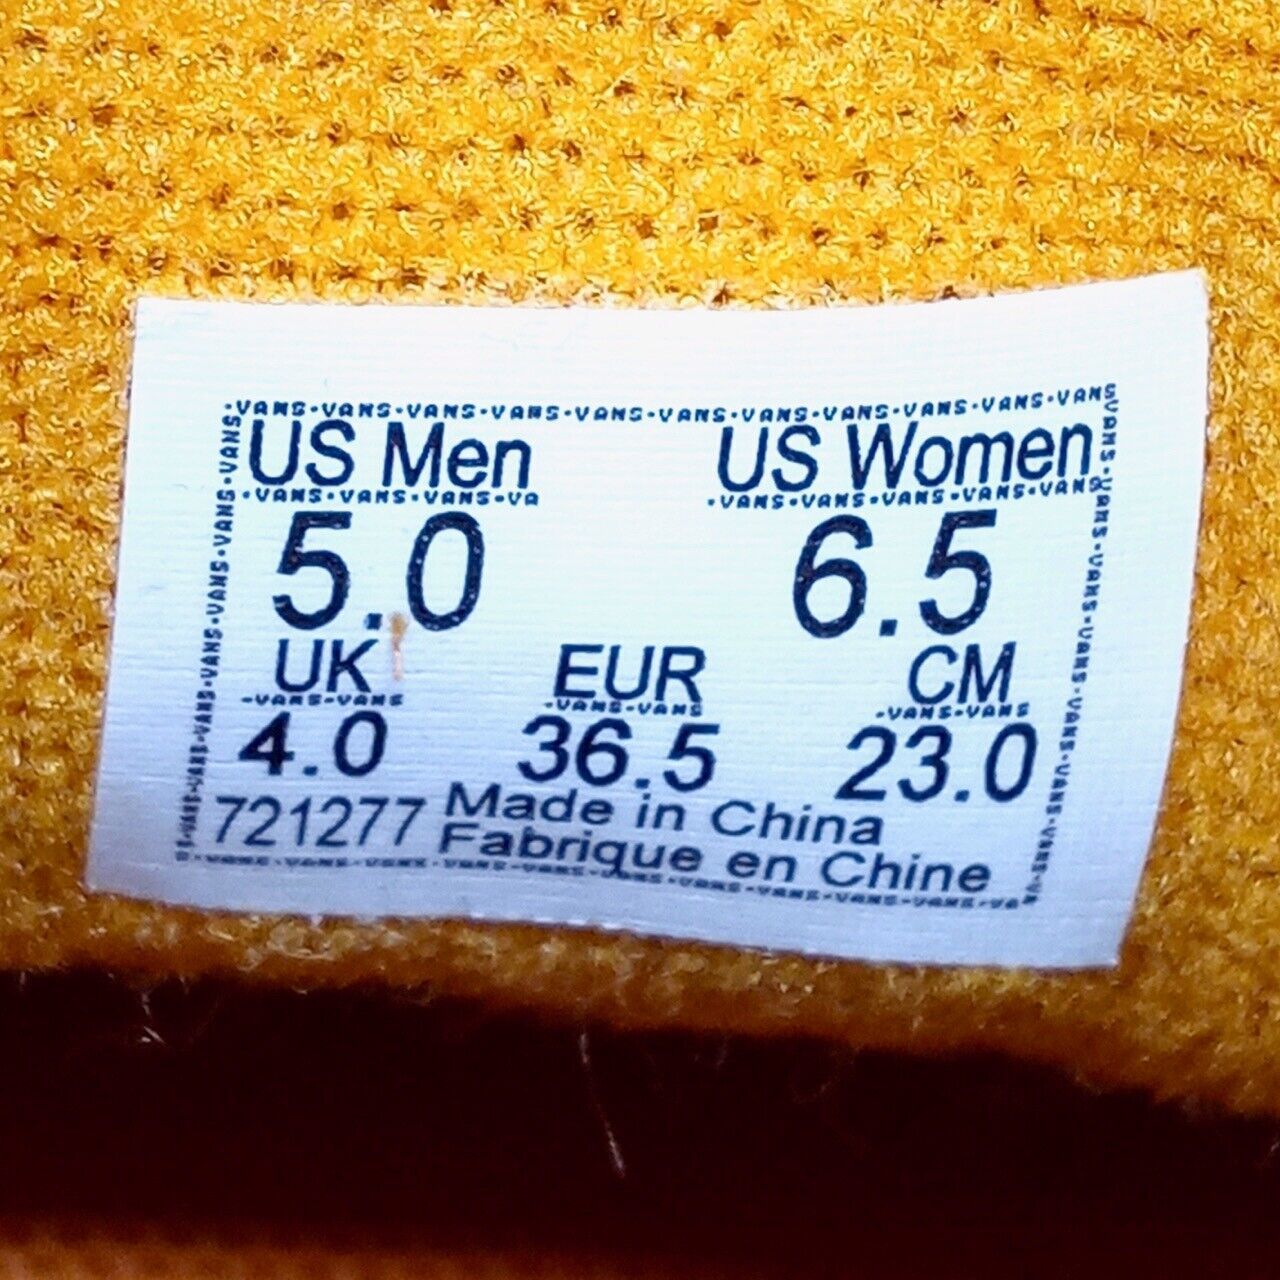 ·VANS·VANS·VANS·VANS·VANS·VANS·VANS·VANS·VANS·VANS·VANS
US Men US Women
·VANS·VANS·VANS·VA ·VANS·VANS·VANS·VANS·VANS
5.0 6.5
UK EUR CM
-VANS-VANS -VANS-VANS -VANS-VANS
4.0 36.5 23.0
721277 Made in China
Fabrique en Chine